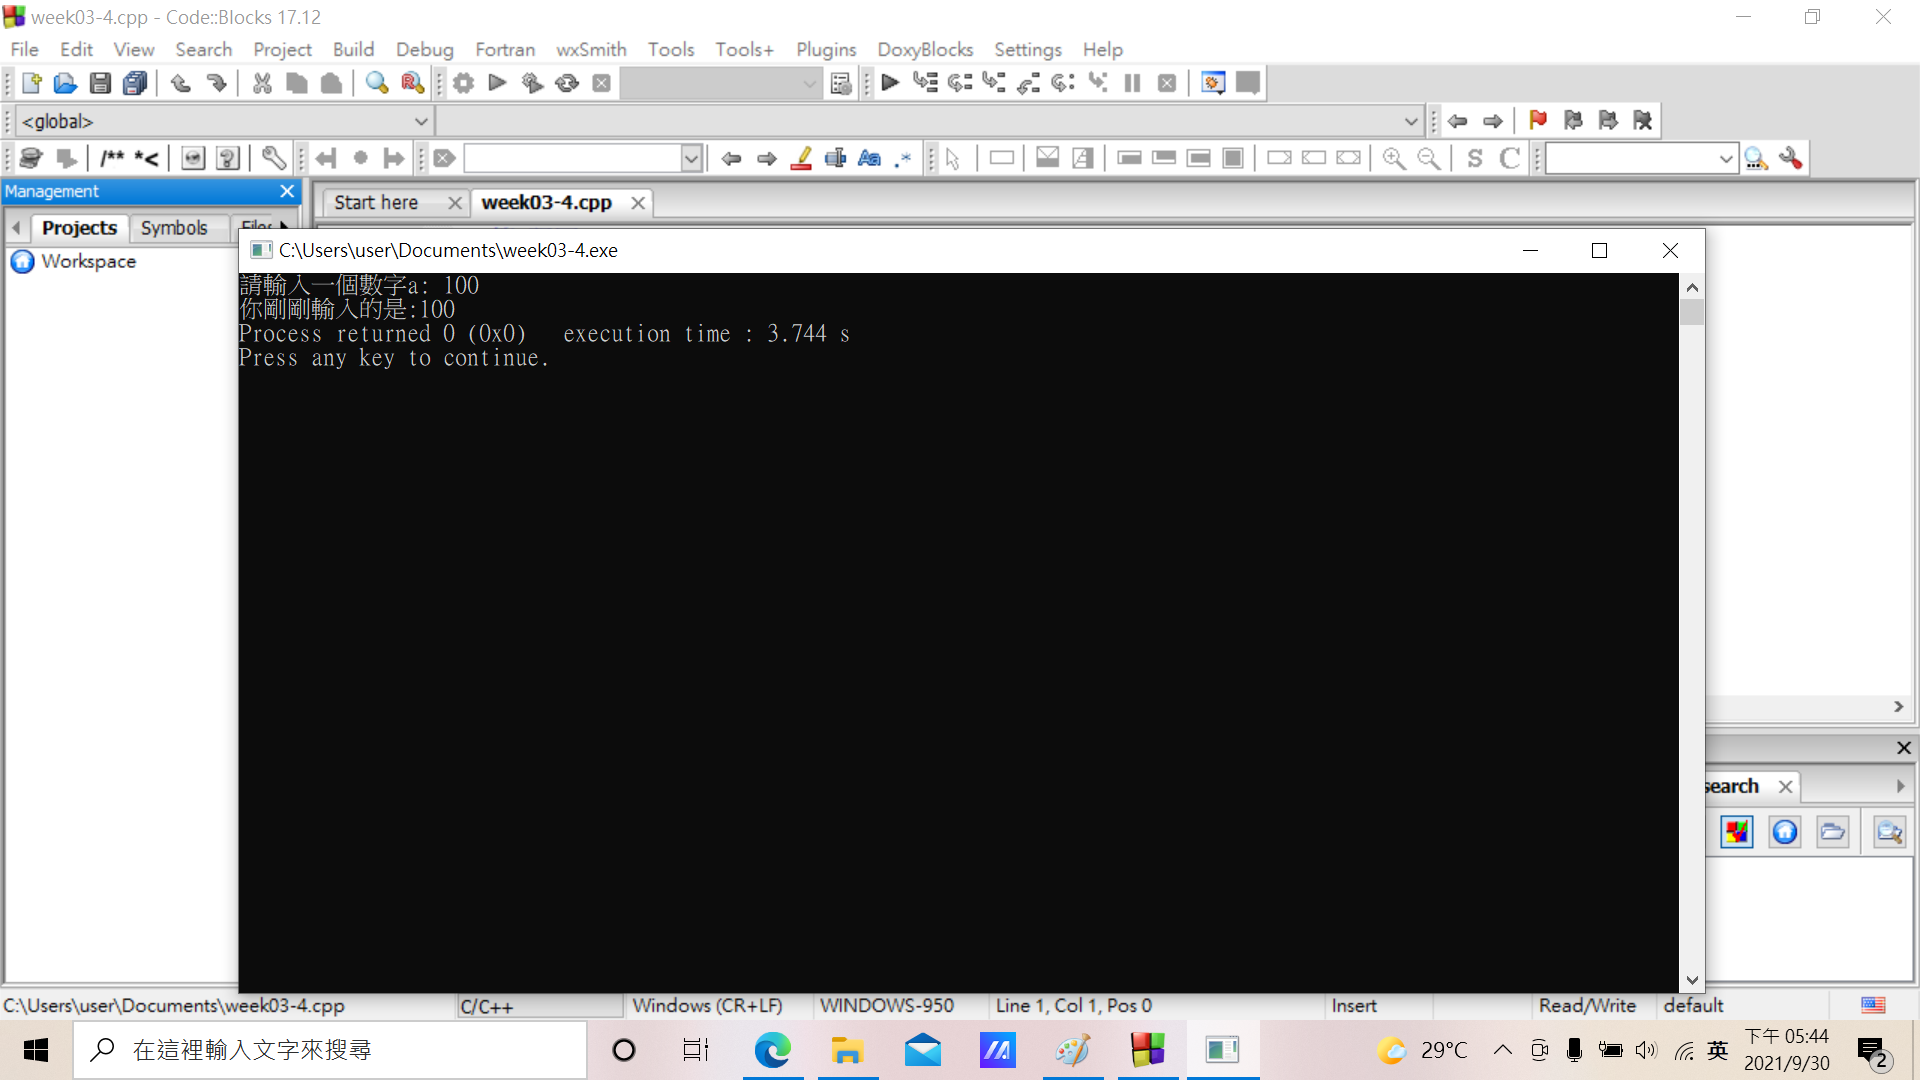 week03-4.cpp - Code::Blocks 17.12
File Edit View Search Project Build Debug Fortran wxSmith Tools Tools+ Plugins DoxyBlocks Settings Help
<global>
/** *<
Management
Start here week03-4.cpp
Projects Symbols
Workspace
C:\Users\user\Documents\week03-4.exe
請輸入一個數字a: 100
你剛剛輸入的是:100
Process returned 0 (0x0) execution time : 3.744 s
Press any key to continue.
search
C:\Users\user\Documents\week03-4.cpp C/C++ Windows (CR+LF) WINDOWS-950 Line 1, Col 1, Pos 0 Insert Read/Write default
在這裡輸入文字來搜尋
29°C 英 下午 05:44
2021/9/30
2